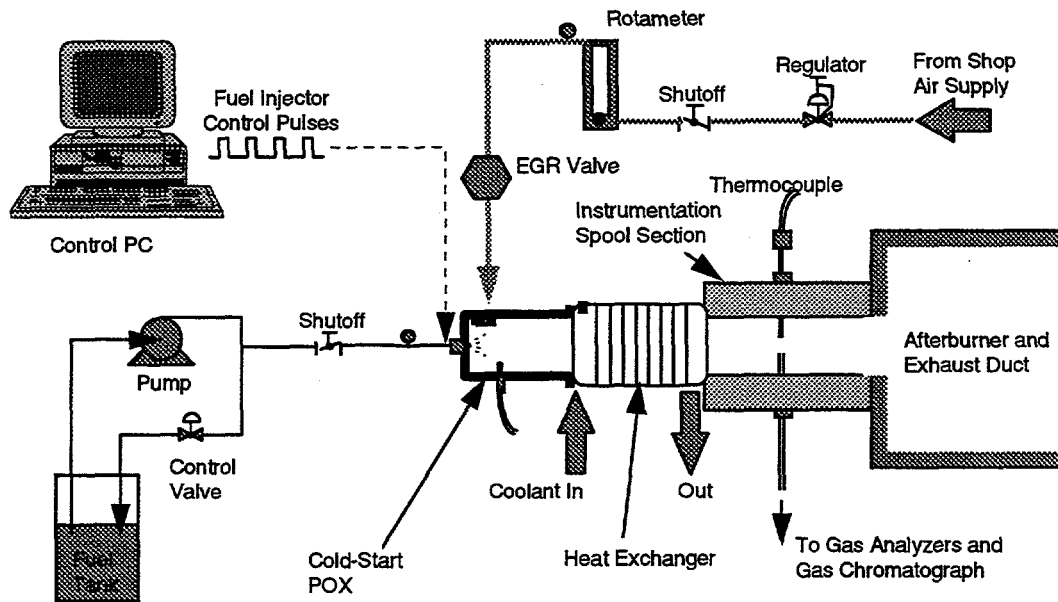 Rotameter
Regulator
From Shop
Air Supply
Shutoff
Fuel Injector
Control Pulses
EGR Valve
Thermocouple
Instrumentation
Spool Section
Control PC
Shutoff
Afterburner and
Exhaust Duct
Pump
Control
Valve
Coolant In
Out
Fuel
Tank
Cold-Start
POX
Heat Exchanger
To Gas Analyzers and
Gas Chromatograph